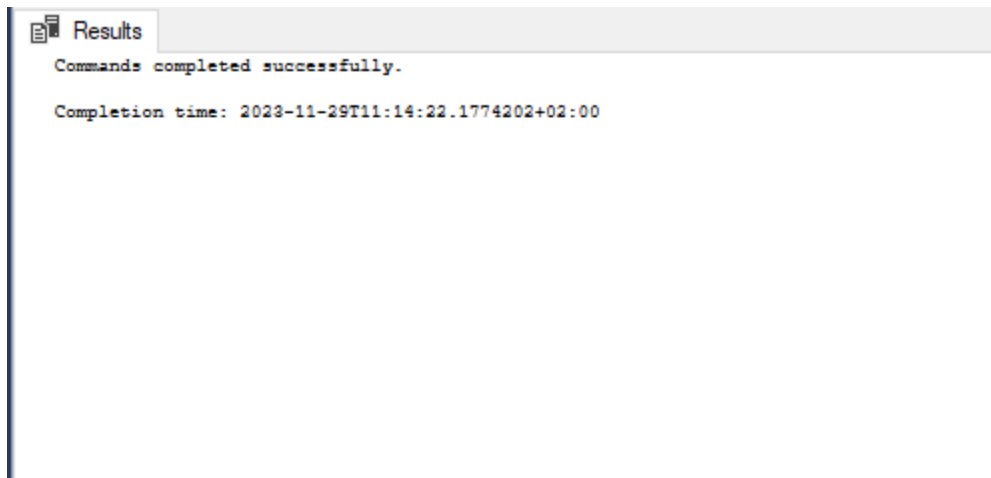 Results
Commands completed successfully.
Completion time: 2023-11-29T11:14:22.1774202+02:00